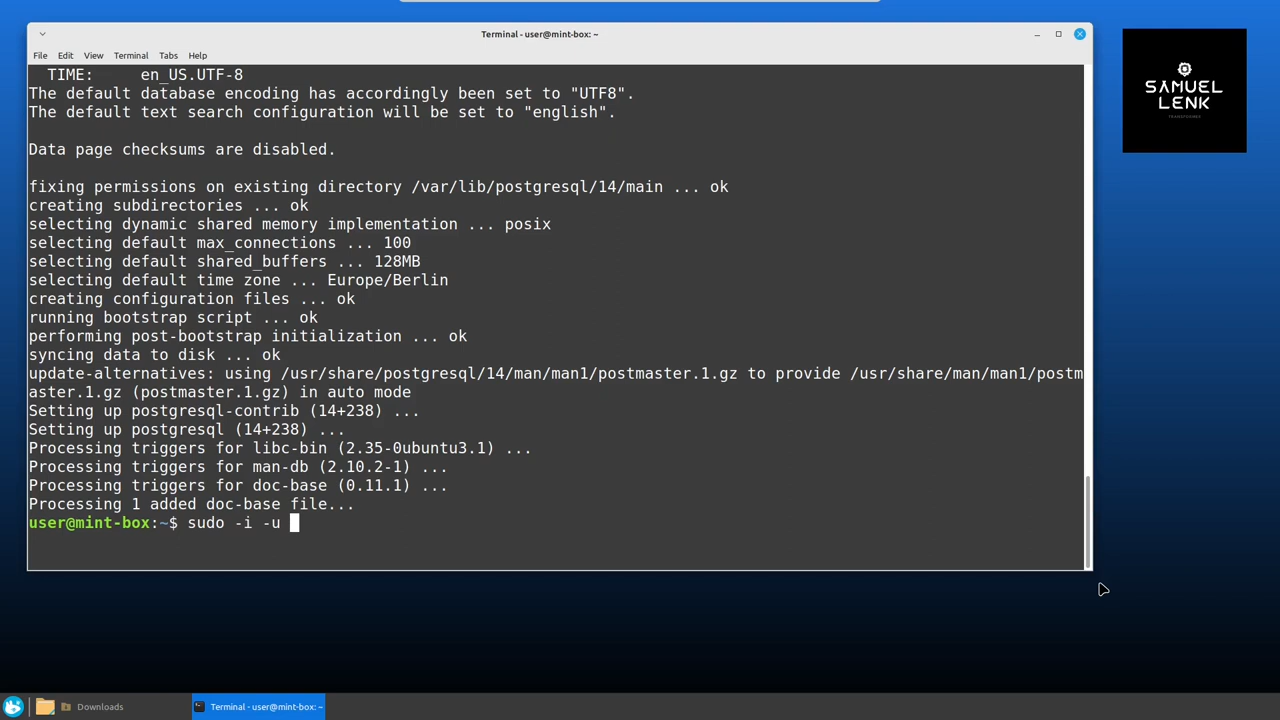 Terminal - user@mint-box: ~
File Edit View Terminal Tabs Help
TIME: en_US.UTF-8
The default database encoding has accordingly been set to "UTF8".
The default text search configuration will be set to "english".
Data page checksums are disabled.
fixing permissions on existing directory /var/lib/postgresql/14/main ... ok
creating subdirectories ... ok
selecting dynamic shared memory implementation ... posix
selecting default max_connections ... 100
selecting default shared_buffers ... 128MB
selecting default time zone ... Europe/Berlin
creating configuration files ... ok
running bootstrap script ... ok
performing post-bootstrap initialization ... ok
syncing data to disk ... ok
update-alternatives: using /usr/share/postgresql/14/man/man1/postmaster.1.gz to provide /usr/share/man/man1/postm
aster.1.gz (postmaster.1.gz) in auto mode
Setting up postgresql-contrib (14+238) ...
Setting up postgresql (14+238) ...
Processing triggers for libc-bin (2.35-0ubuntu3.1) ...
Processing triggers for man-db (2.10.2-1) ...
Processing triggers for doc-base (0.11.1) ...
Processing 1 added doc-base file...
user@mint-box:~$ sudo -i -u
SAMUEL
LENK
Downloads
Terminal - user@mint-box: ~